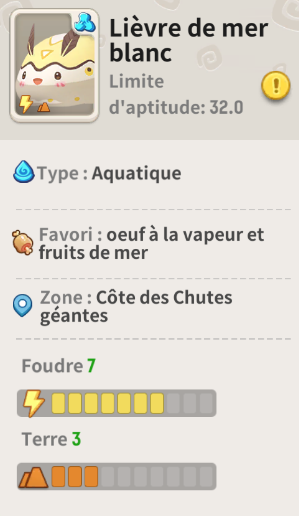 Lièvre de mer
blanc
Limite
d'aptitude: 32.0
Type : Aquatique
Favori : oeuf à la vapeur et
fruits de mer
Zone : Côte des Chutes
géantes
Foudre 7
Terre 3